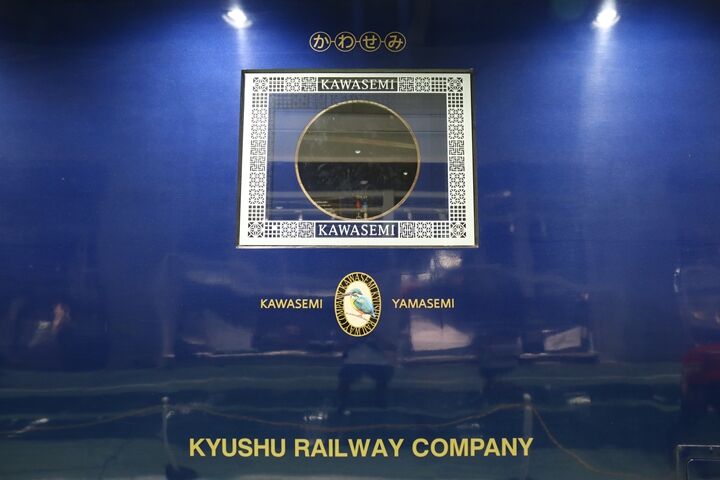 かわせみ
KAWASEMI
KAWASEMI
KAWASEMI YAMASEMI
KYUSHU RAILWAY COMPANY